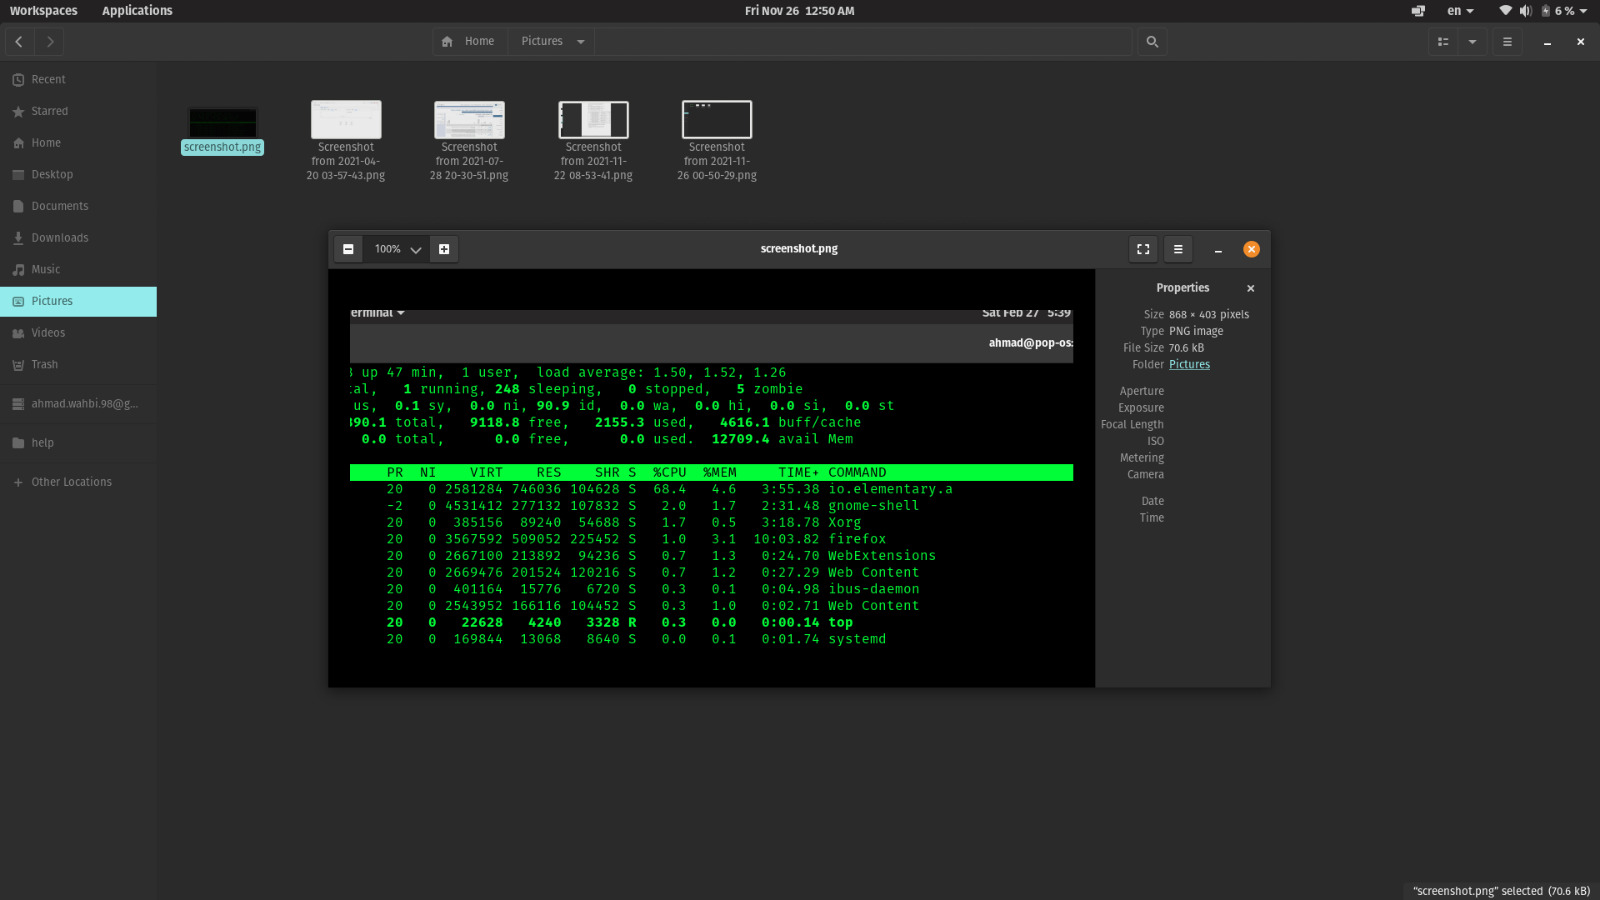 Workspaces Applications Fri Nov 26 12:50 AM en 6 %
Home Pictures
Recent
Starred
Home
Desktop
Documents
Downloads
Music
Pictures
Videos
Trash
ahmad.wahbi.98@g...
help
Other Locations
screenshot.png
Screenshot
from 2021-04-
20 03-57-43.png
Screenshot
from 2021-07-
28 20-30-51.png
Screenshot
from 2021-11-
22 08-53-41.png
Screenshot
from 2021-11-
26 00-50-29.png
100% screenshot.png
erminal Sat Feb 27 5:39
ahmad@pop-os:
up 47 min, 1 user, load average: 1.50, 1.52, 1.26
tal, 1 running, 248 sleeping, 0 stopped, 5 zombie
us, 0.1 sy, 0.0 ni, 90.9 id, 0.0 wa, 0.0 hi, 0.0 si, 0.0 st
890.1 total, 9118.8 free, 2155.3 used, 4616.1 buff/cache
0.0 total, 0.0 free, 0.0 used. 12709.4 avail Mem
PR NI VIRT RES SHR S %CPU %MEM TIME+ COMMAND
20 0 2581284 746036 104628 S 68.4 4.6 3:55.38 io.elementary.a
-2 0 4531412 277132 107832 S 2.0 1.7 2:31.48 gnome-shell
20 0 385156 89240 54688 S 1.7 0.5 3:18.78 Xorg
20 0 3567592 509052 225452 S 1.0 3.1 10:03.82 firefox
20 0 2667100 213892 94236 S 0.7 1.3 0:24.70 WebExtensions
20 0 2669476 201524 120216 S 0.7 1.2 0:27.29 Web Content
20 0 401164 15776 6720 S 0.3 0.1 0:04.98 ibus-daemon
20 0 2543952 166116 104452 S 0.3 1.0 0:02.71 Web Content
20 0 22628 4240 3328 R 0.3 0.0 0:00.14 top
20 0 169844 13068 8640 S 0.0 0.1 0:01.74 systemd
Properties
Size 868 × 403 pixels
Type PNG image
File Size 70.6 kB
Folder Pictures
Aperture
Exposure
Focal Length
ISO
Metering
Camera
Date
Time
"screenshot.png" selected (70.6 kB)